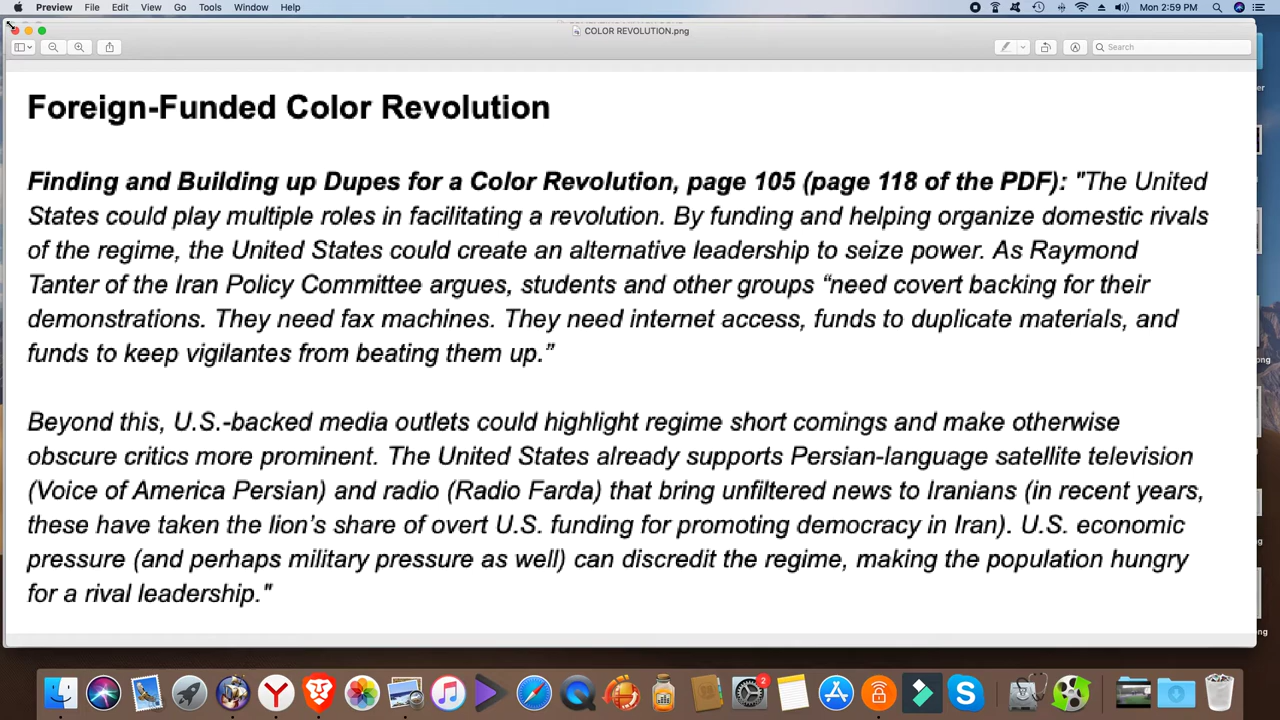 Preview File Edit View Go Tools Window Help Mon 2:59 PM
COLOR REVOLUTION.png
Search
Foreign-Funded Color Revolution
Finding and Building up Dupes for a Color Revolution, page 105 (page 118 of the PDF): "The United
States could play multiple roles in facilitating a revolution. By funding and helping organize domestic rivals
of the regime, the United States could create an alternative leadership to seize power. As Raymond
Tanter of the Iran Policy Committee argues, students and other groups “need covert backing for their
demonstrations. They need fax machines. They need internet access, funds to duplicate materials, and
funds to keep vigilantes from beating them up.”
Beyond this, U.S.-backed media outlets could highlight regime short comings and make otherwise
obscure critics more prominent. The United States already supports Persian-language satellite television
(Voice of America Persian) and radio (Radio Farda) that bring unfiltered news to Iranians (in recent years,
these have taken the lion’s share of overt U.S. funding for promoting democracy in Iran). U.S. economic
pressure (and perhaps military pressure as well) can discredit the regime, making the population hungry
for a rival leadership."
2